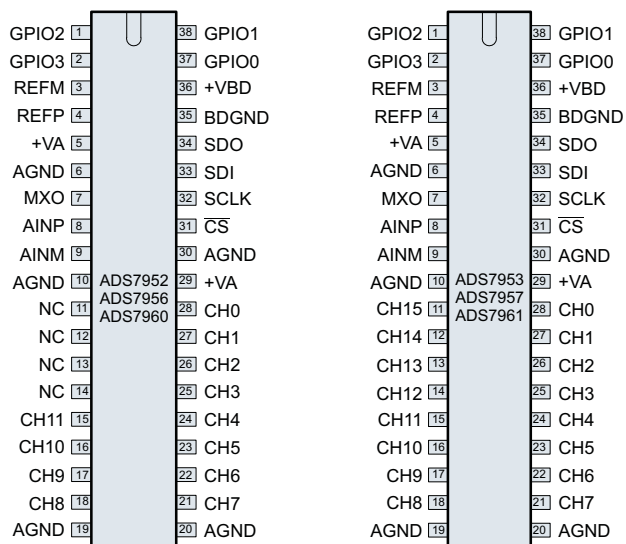 GPIO2 1 38 GPIO1
GPIO3 2 37 GPIO0
REFM 3 36 +VBD
REFP 4 35 BDGND
+VA 5 34 SDO
AGND 6 33 SDI
MXO 7 32 SCLK
AINP 8 31 CS
AINM 9 30 AGND
AGND 10 ADS7952 29 +VA
ADS7956
NC 11 ADS7960 28 CH0
NC 12 27 CH1
NC 13 26 CH2
NC 14 25 CH3
CH11 15 24 CH4
CH10 16 23 CH5
CH9 17 22 CH6
CH8 18 21 CH7
AGND 19 20 AGND
GPIO2 1 38 GPIO1
GPIO3 2 37 GPIO0
REFM 3 36 +VBD
REFP 4 35 BDGND
+VA 5 34 SDO
AGND 6 33 SDI
MXO 7 32 SCLK
AINP 8 31 CS
AINM 9 30 AGND
AGND 10 ADS7953 29 +VA
ADS7957
CH15 11 ADS7961 28 CH0
CH14 12 27 CH1
CH13 13 26 CH2
CH12 14 25 CH3
CH11 15 24 CH4
CH10 16 23 CH5
CH9 17 22 CH6
CH8 18 21 CH7
AGND 19 20 AGND